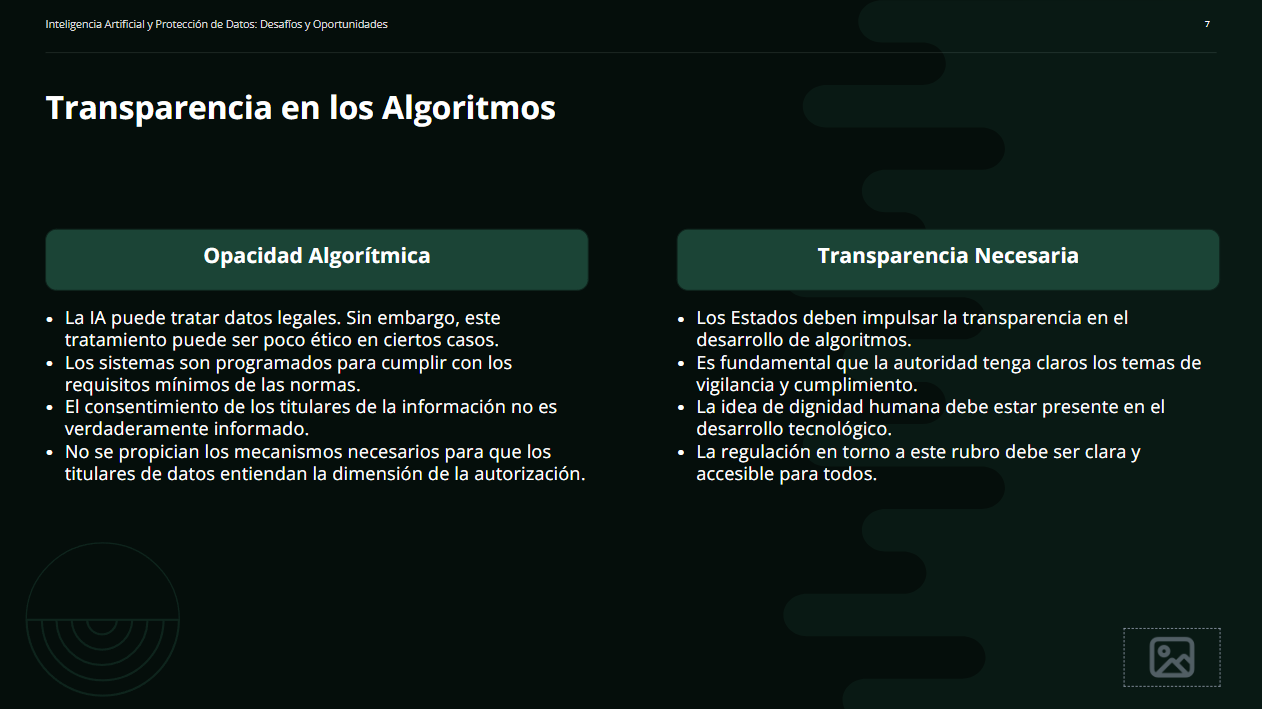 Inteligencia Artificial y Protección de Datos: Desafíos y Oportunidades
7
Transparencia en los Algoritmos
Opacidad Algorítmica
• La IA puede tratar datos legales. Sin embargo, este
tratamiento puede ser poco ético en ciertos casos.
• Los sistemas son programados para cumplir con los
requisitos mínimos de las normas.
• El consentimiento de los titulares de la información no es
verdaderamente informado.
• No se propician los mecanismos necesarios para que los
titulares de datos entiendan la dimensión de la autorización.
Transparencia Necesaria
• Los Estados deben impulsar la transparencia en el
desarrollo de algoritmos.
• Es fundamental que la autoridad tenga claros los temas de
vigilancia y cumplimiento.
• La idea de dignidad humana debe estar presente en el
desarrollo tecnológico.
• La regulación en torno a este rubro debe ser clara y
accesible para todos.